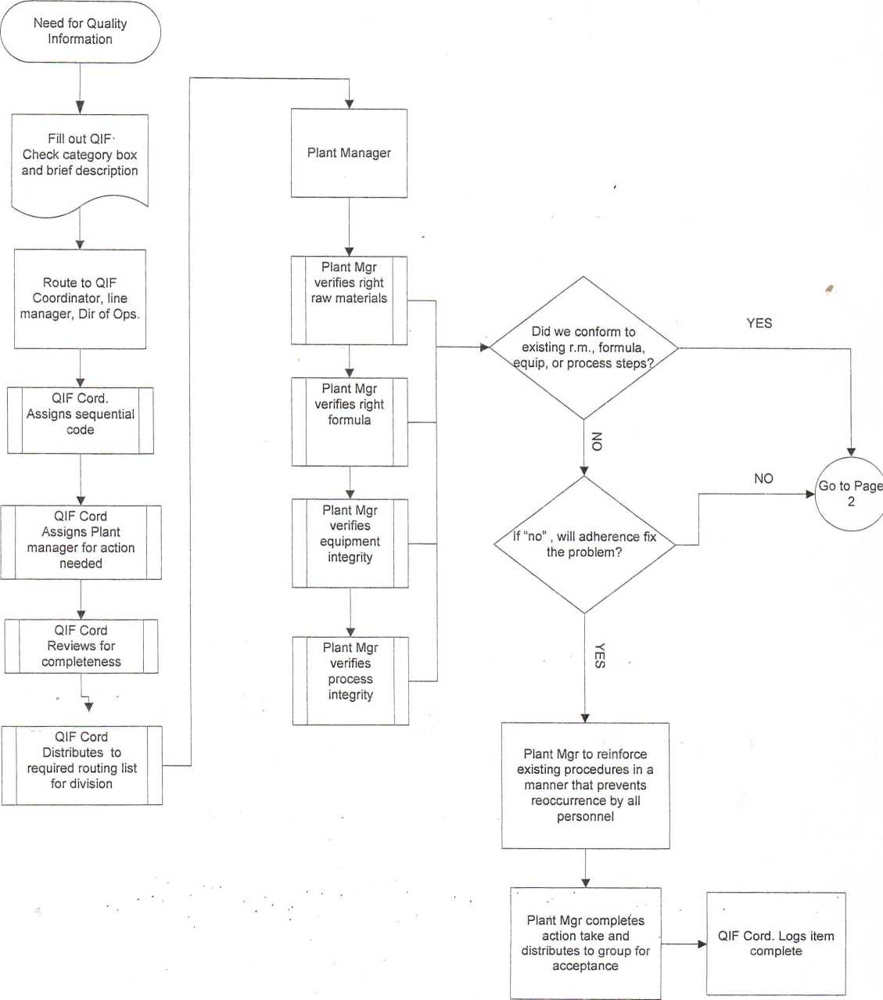 Need for Quality
Information
Fill out QIF
Check category box
and brief description
Route to QIF
Coordinator, line
manager, Dir of Ops.
QIF Cord.
Assigns sequential
code
QIF Cord
Assigns Plant
manager for action
needed
QIF Cord
Reviews for
completeness
QIF Cord
Distributes to
required routing list
for division
Plant Manager
Plant Mgr
verifies right
raw materials
Plant Mgr
verifies right
formula
Plant Mgr
verifies
equipment
integrity
Plant Mgr
verifies
process
integrity
Did we conform to
existing r.m., formula,
equip, or process steps?
YES
NO
If “no” , will adherence fix
the problem?
NO
Go to Page
2
YES
Plant Mgr to reinforce
existing procedures in a
manner that prevents
reoccurrence by all
personnel
Plant Mgr completes
action take and
distributes to group for
acceptance
QIF Cord. Logs item
complete